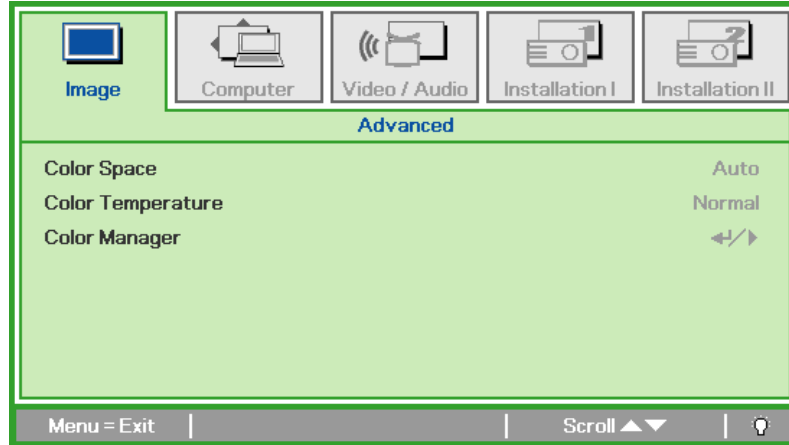 Image Computer Video / Audio Installation I Installation II
Advanced
Color Space Auto
Color Temperature Normal
Color Manager
Menu = Exit Scroll